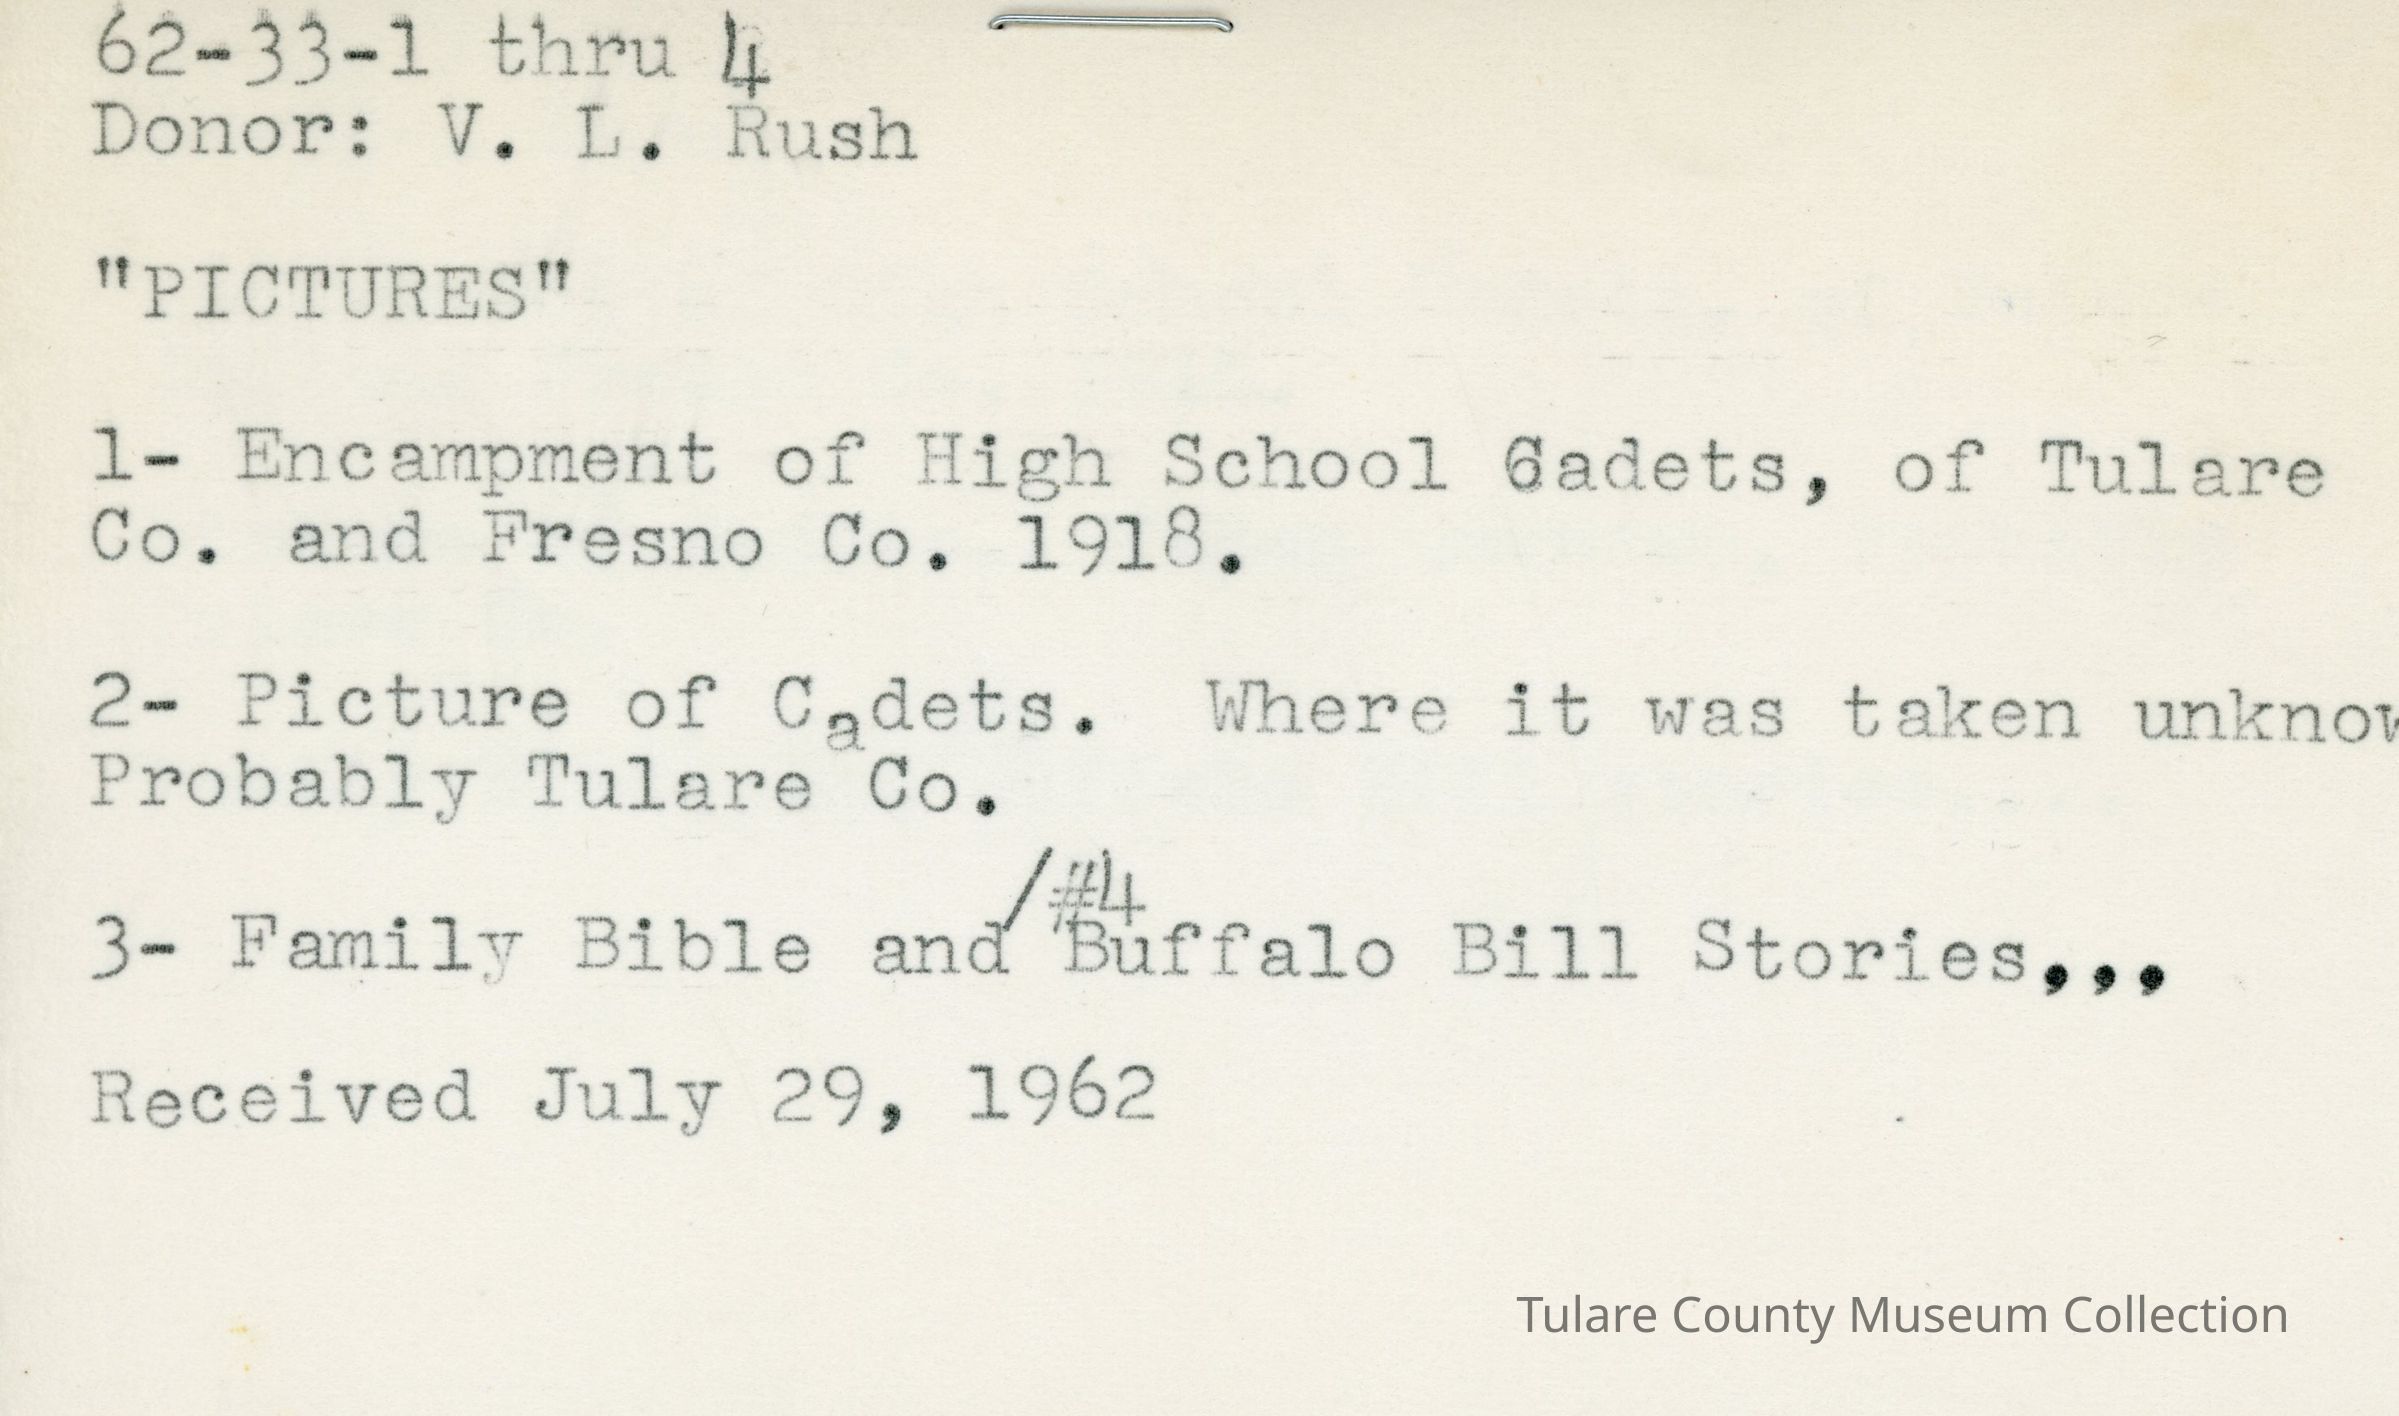 62-33-1 thru 4
Donor: V. L. Rush
"PICTURES"
1- Encampment of High School Cadets, of Tulare
Co. and Fresno Co. 1918.
2- Picture of Cadets. Where it was taken unknow
Probably Tulare Co.
/#4
3- Family Bible and Buffalo Bill Stories,,,
Received July 29, 1962
Tulare County Museum Collection